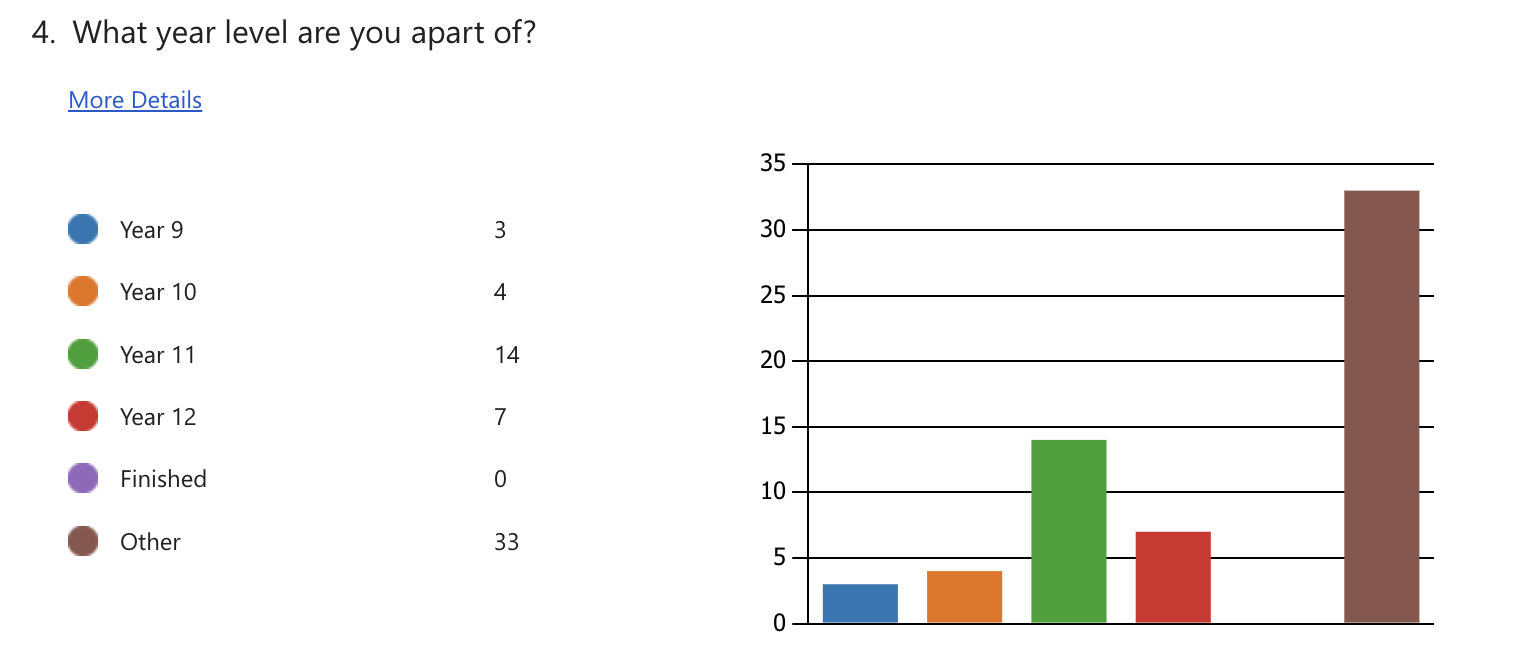 4. What year level are you apart of?
More Details
Year 9 3
Year 10 4
Year 11 14
Year 12 7
Finished 0
Other 33
35
30
25
20
15
10
5
0